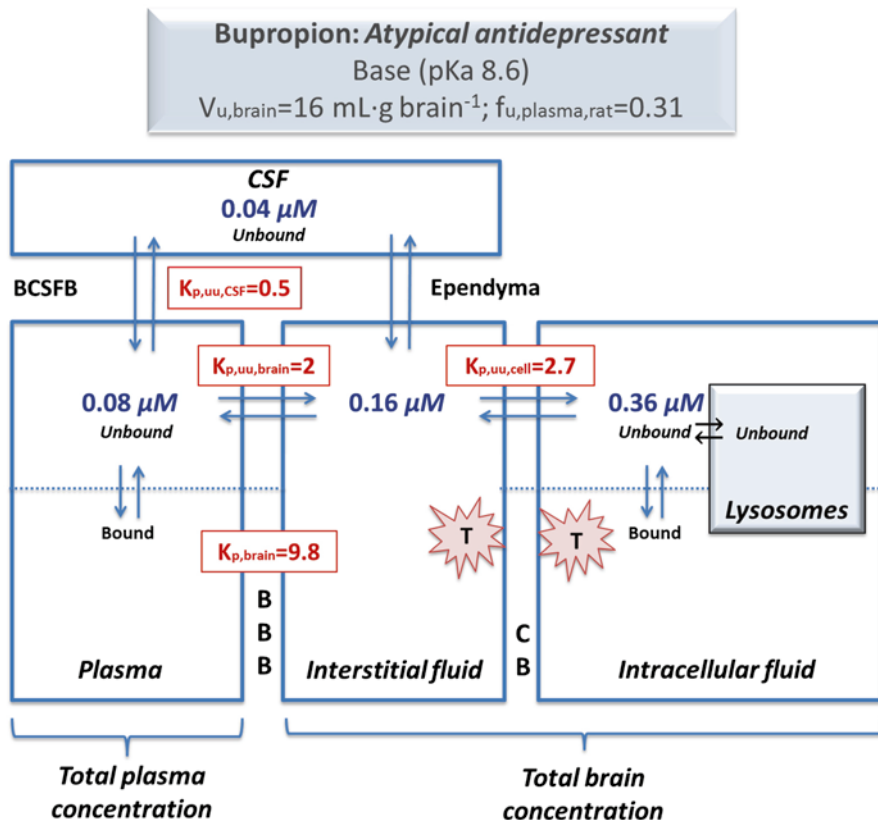 Bupropion: Atypical antidepressant
Base (pKa 8.6)
Vu,brain=16 mL·g brain⁻¹; fu,plasma,rat=0.31
CSF
0.04 µM
Unbound
BCSFB
Kp,uu,CSF=0.5
Ependyma
Kp,uu,brain=2
Kp,uu,cell=2.7
0.08 µM
Unbound
0.16 µM
0.36 µM
Unbound
Unbound
Lysosomes
Bound
Bound
T
T
Kp,brain=9.8
B
B
B
C
B
Plasma
Interstitial fluid
Intracellular fluid
Total plasma
concentration
Total brain
concentration